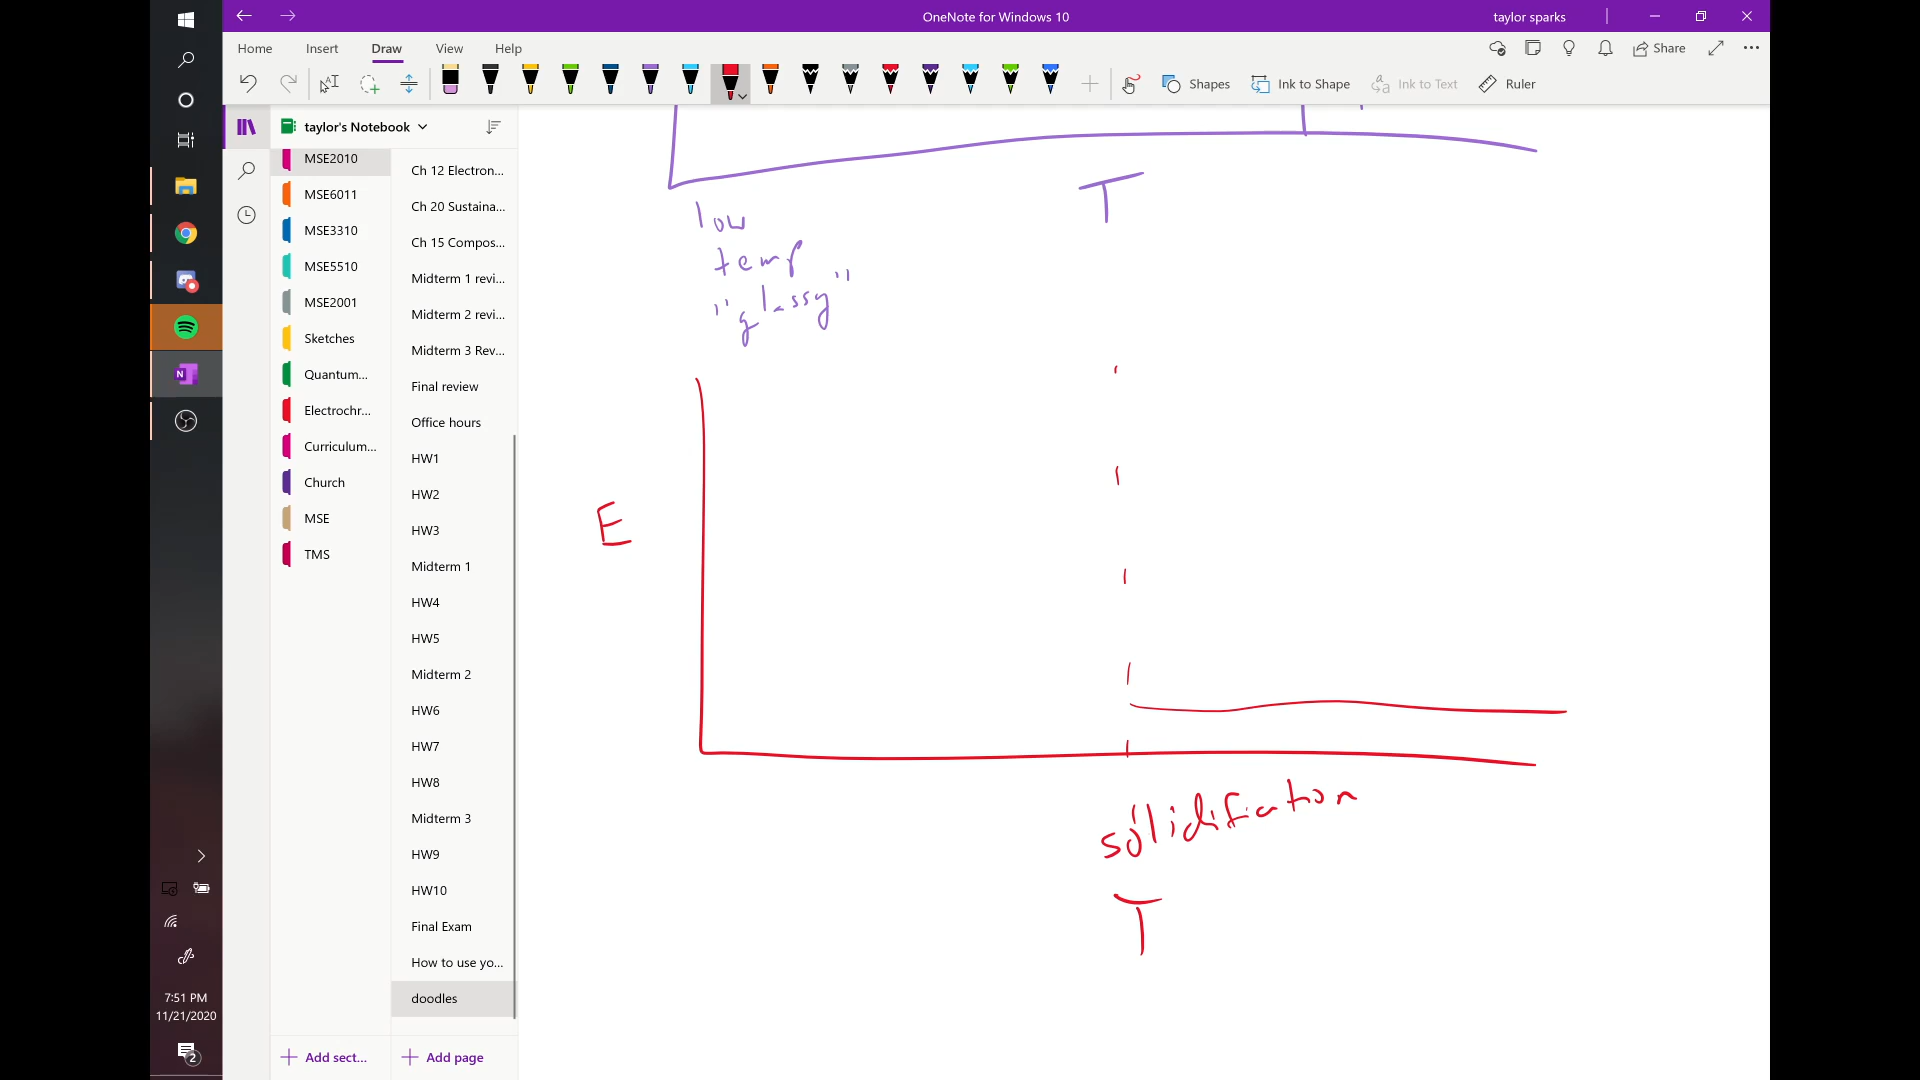 OneNote for Windows 10
taylor sparks
Home Insert Draw View Help
Share
Shapes Ink to Shape Ink to Text Ruler
taylor's Notebook
MSE2010
MSE6011
MSE3310
MSE5510
MSE2001
Sketches
Quantum...
Electrochr...
Curriculum...
Church
MSE
TMS
Add sect...
Ch 12 Electron...
Ch 20 Sustaina...
Ch 15 Compos...
Midterm 1 revi...
Midterm 2 revi...
Midterm 3 Rev...
Final review
Office hours
HW1
HW2
HW3
Midterm 1
HW4
HW5
Midterm 2
HW6
HW7
HW8
Midterm 3
HW9
HW10
Final Exam
How to use yo...
doodles
Add page
T
low
temp
"glassy"
E
solidification
T
7:51 PM
11/21/2020
2